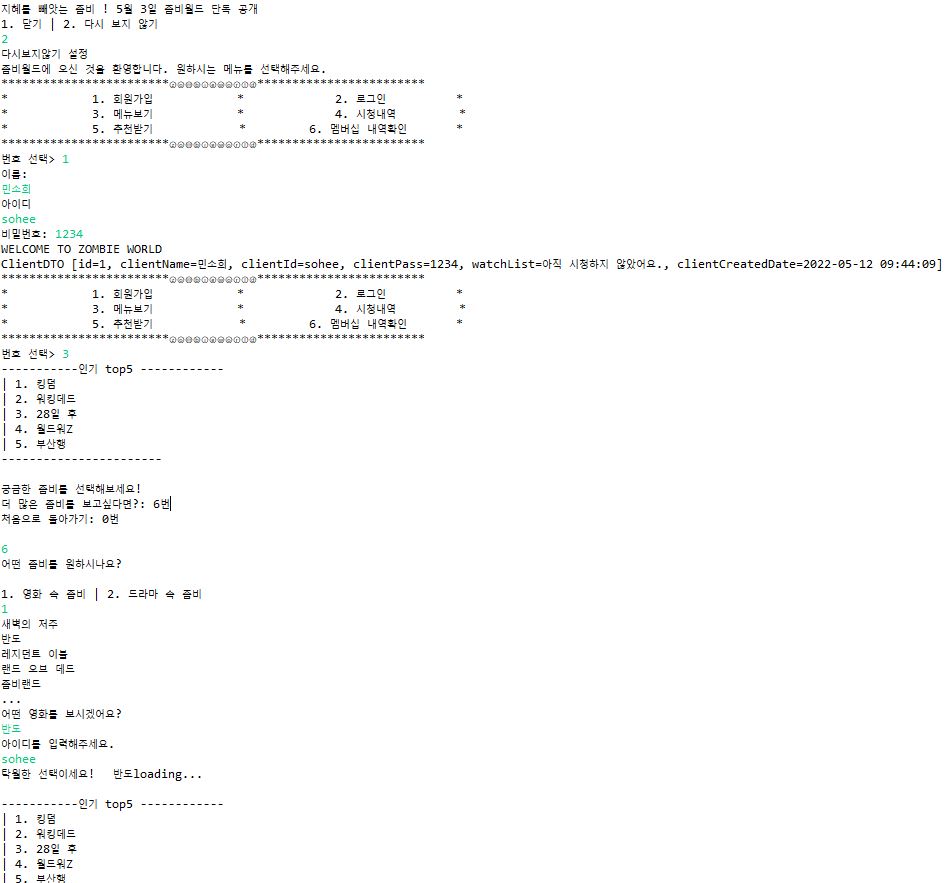 지혜를 빼앗는 좀비 ! 5월 3일 좀비월드 단독 공개
1. 닫기 | 2. 다시 보지 않기
2
다시보지않기 설정
좀비월드에 오신 것을 환영합니다. 원하시는 메뉴를 선택해주세요.
************************************************
* 1. 회원가입 * 2. 로그인 *
* 3. 메뉴보기 * 4. 시청내역 *
* 5. 추천받기 * 6. 멤버십 내역확인 *
************************************************
번호 선택> 1
이름:
민소희
아이디
sohee
비밀번호: 1234
WELCOME TO ZOMBIE WORLD
ClientDTO [id=1, clientName=민소희, clientId=sohee, clientPass=1234, watchList=아직 시청하지 않았어요., clientCreatedDate=2022-05-12 09:44:09]
************************************************
* 1. 회원가입 * 2. 로그인 *
* 3. 메뉴보기 * 4. 시청내역 *
* 5. 추천받기 * 6. 멤버십 내역확인 *
************************************************
번호 선택> 3
-----------인기 top5 ------------
| 1. 킹덤
| 2. 워킹데드
| 3. 28일 후
| 4. 월드워Z
| 5. 부산행
-----------------------
궁금한 좀비를 선택해보세요!
더 많은 좀비를 보고싶다면?: 6번
처음으로 돌아가기: 0번
6
어떤 좀비를 원하시나요?
1. 영화 속 좀비 | 2. 드라마 속 좀비
1
새벽의 저주
반도
레지던트 이블
랜드 오브 데드
좀비랜드
...
어떤 영화를 보시겠어요?
반도
아이디를 입력해주세요.
sohee
탁월한 선택이세요! 반도loading...
-----------인기 top5 ------------
| 1. 킹덤
| 2. 워킹데드
| 3. 28일 후
| 4. 월드워Z
| 5. 부산행